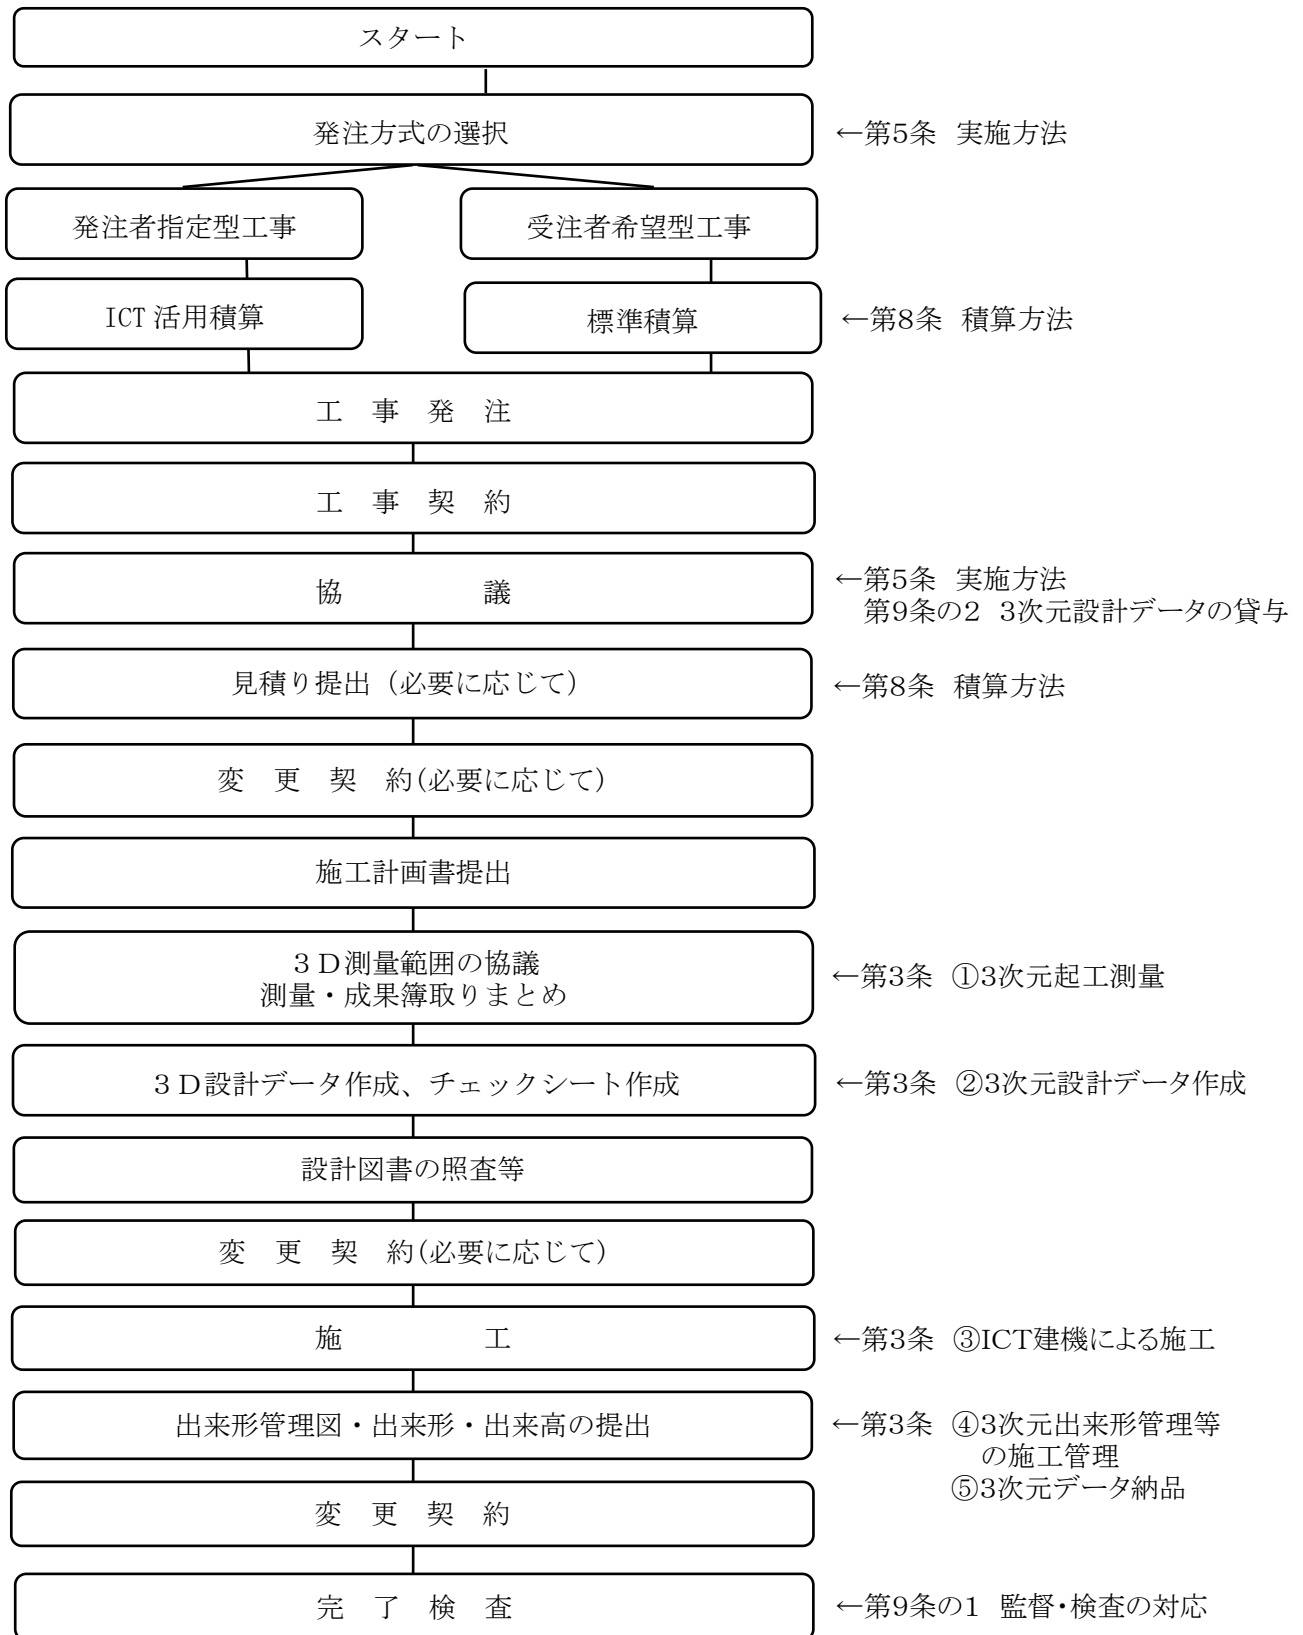 スタート
発注方式の選択
←第5条 実施方法
発注者指定型工事
受注者希望型工事
ICT 活用積算
標準積算
←第8条 積算方法
工 事 発 注
工 事 契 約
協 議
←第5条 実施方法
第9条の2 3次元設計データの貸与
見積り提出（必要に応じて）
←第8条 積算方法
変 更 契 約(必要に応じて)
施工計画書提出
３Ｄ測量範囲の協議
測量・成果簿取りまとめ
←第3条 ①3次元起工測量
３Ｄ設計データ作成、チェックシート作成
←第3条 ②3次元設計データ作成
設計図書の照査等
変 更 契 約(必要に応じて)
施 工
←第3条 ③ICT建機による施工
出来形管理図・出来形・出来高の提出
←第3条 ④3次元出来形管理等
の施工管理
⑤3次元データ納品
変 更 契 約
完 了 検 査
←第9条の1 監督・検査の対応